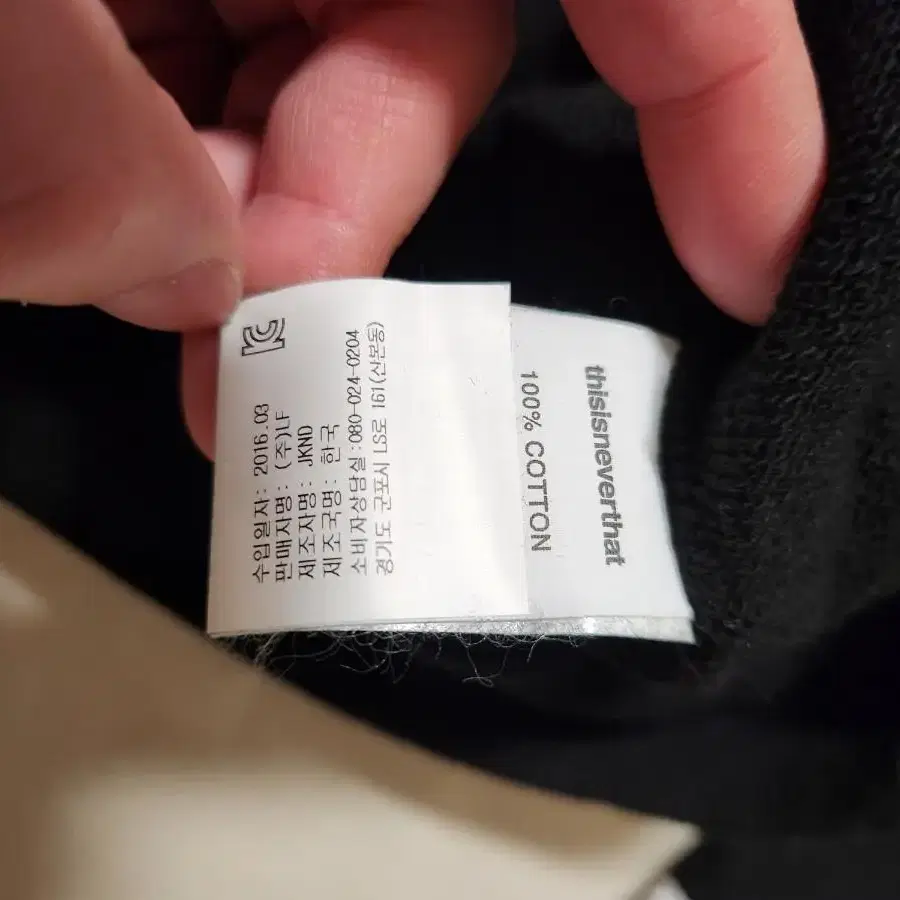 수입일자: 2016.03
판매자명: (주)LF
제조자명: JKND
제조국명: 한국
소비자상담실:080-024-0204
경기도 군포시 LS로 161(산본동)
100% COTTON
thisisneverthat